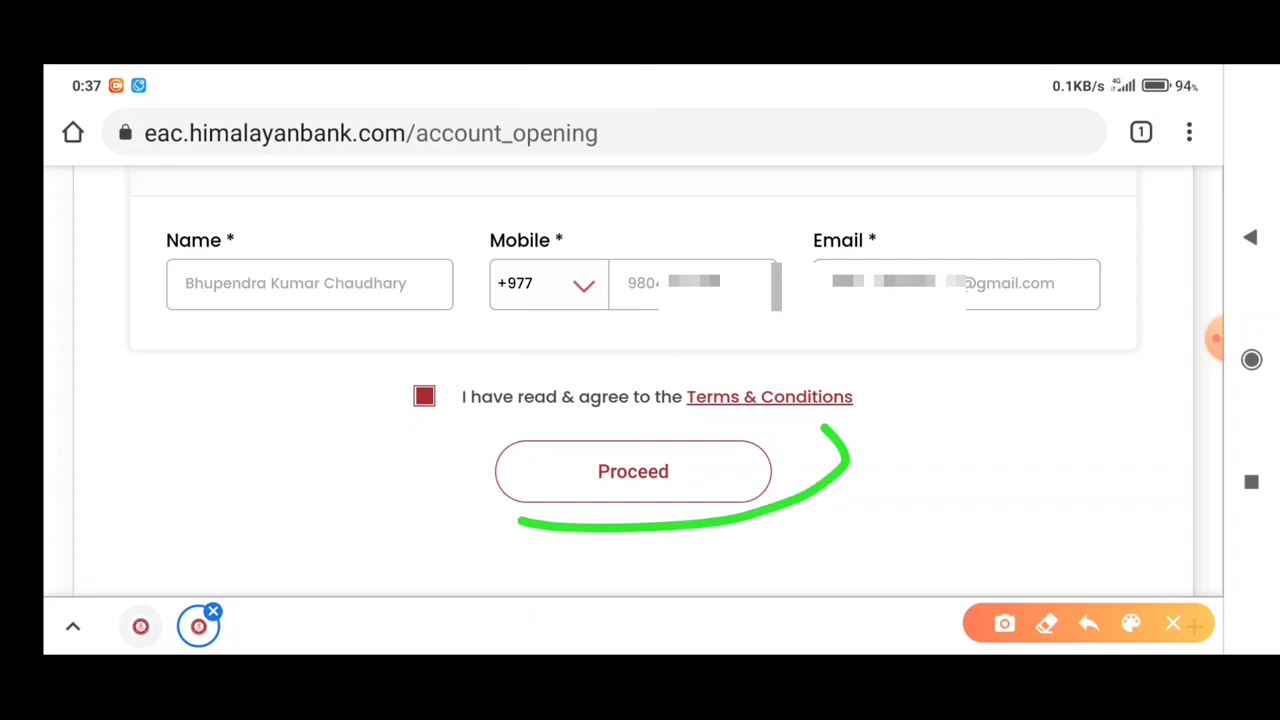 0:37 0.1KB/s 4G 94%
eac.himalayanbank.com/account_opening 1
Name * Mobile * Email *
Bhupendra Kumar Chaudhary +977 980 @gmail.com
I have read & agree to the Terms & Conditions
Proceed